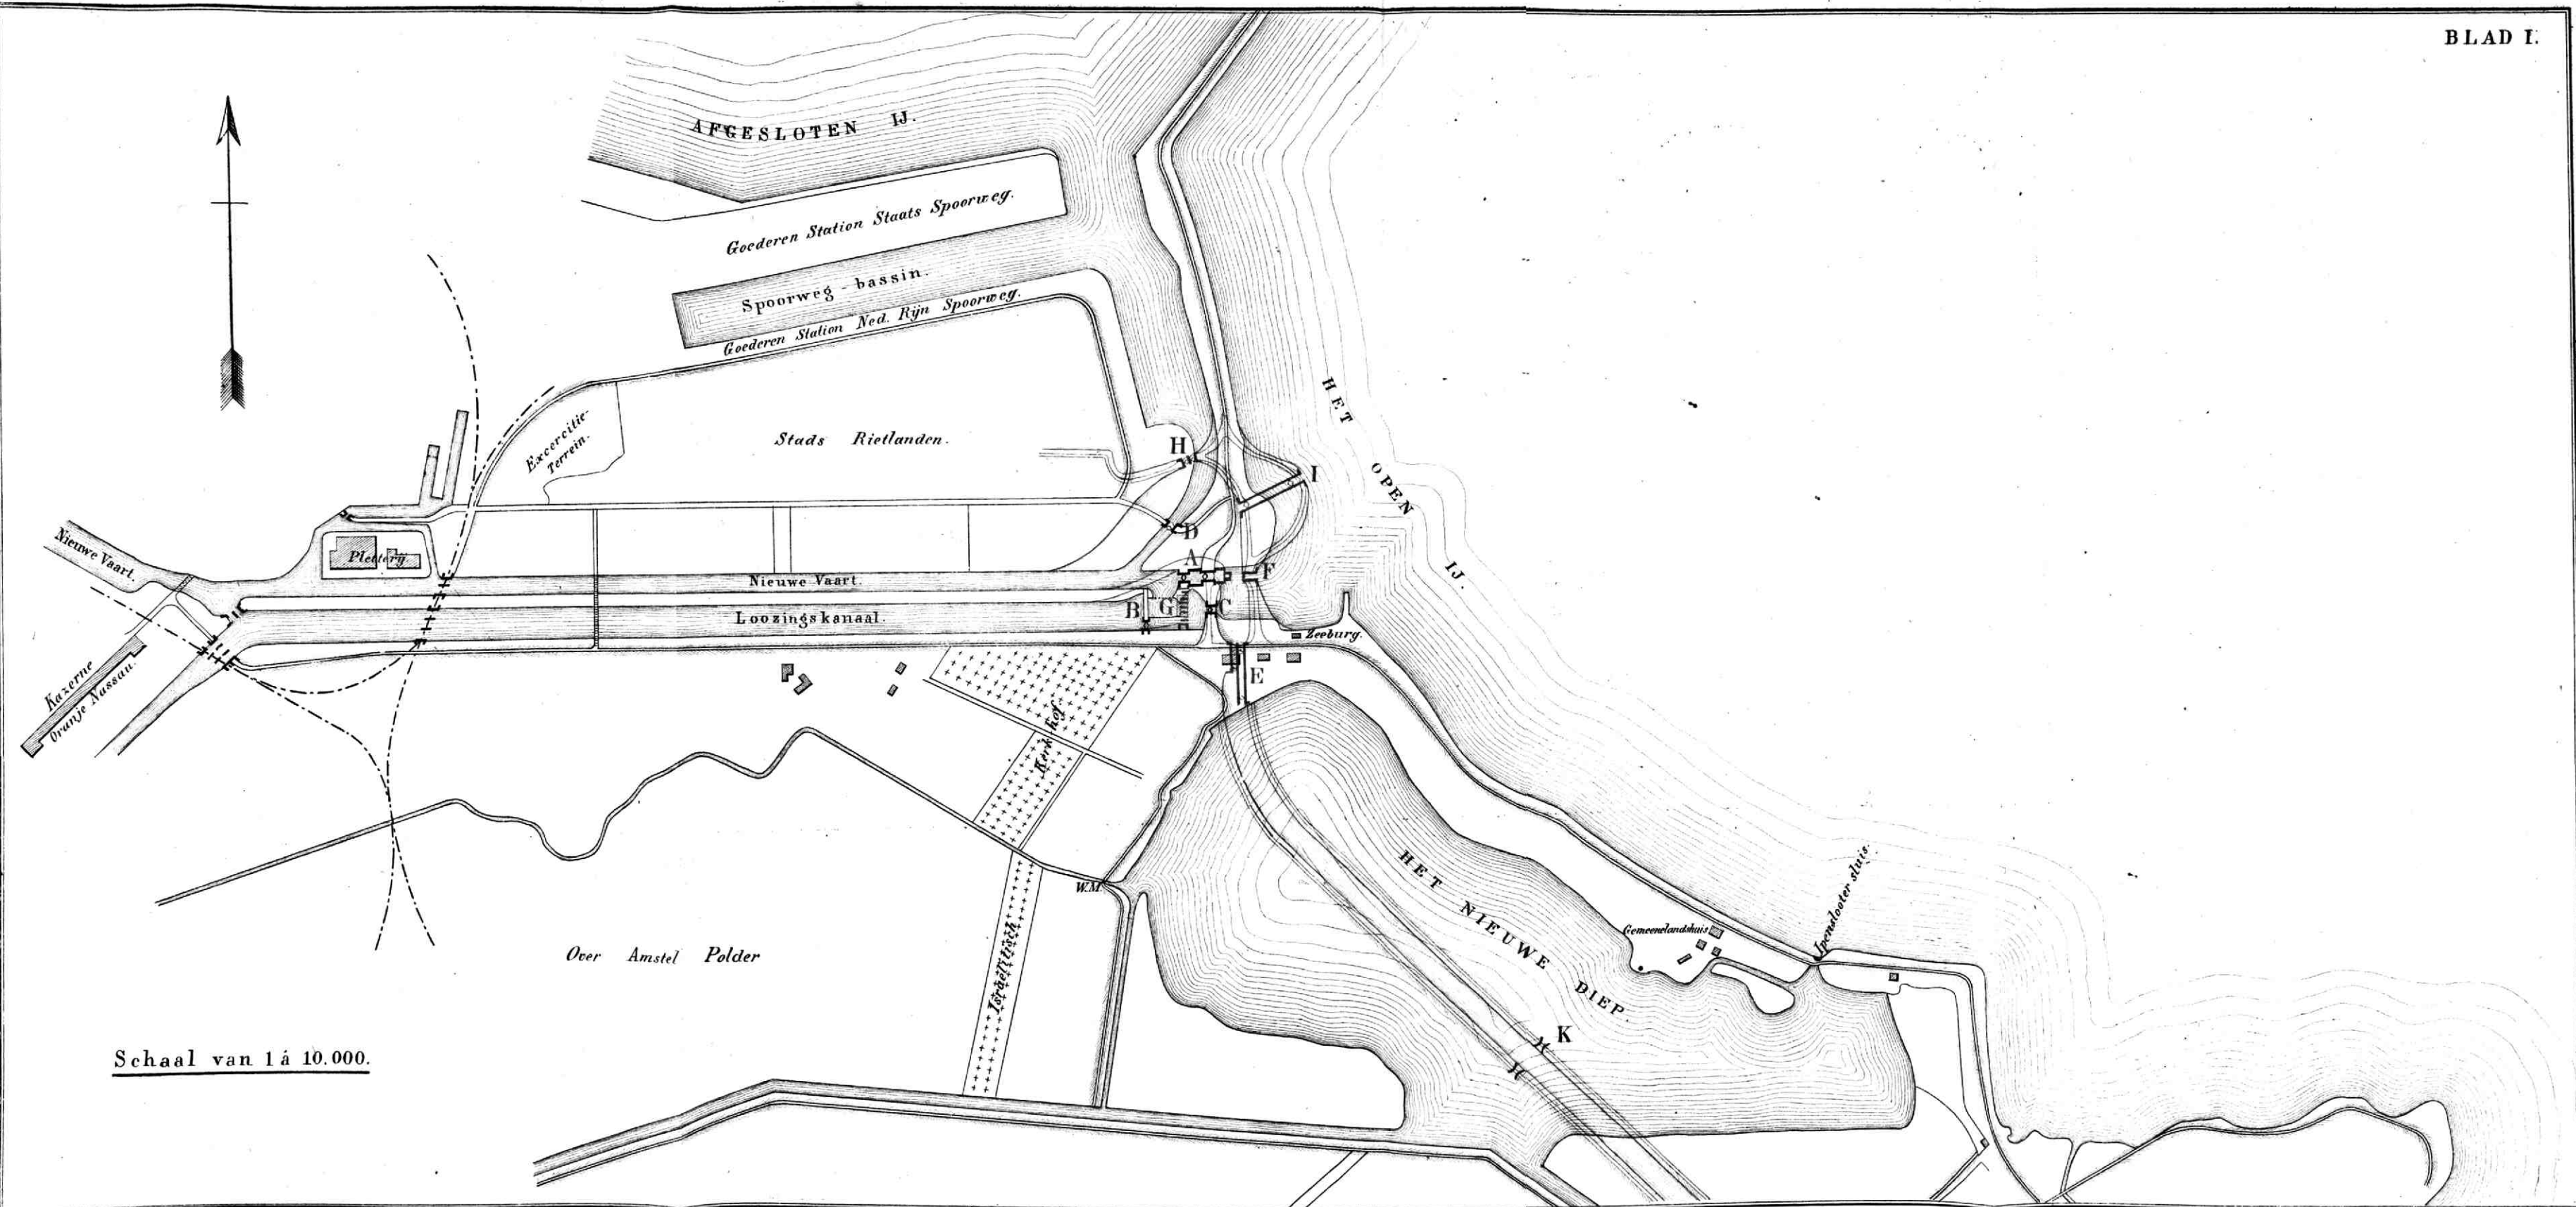 BLAD I.
AFGESLOTEN IJ.
Goederen Station Staats Spoorweg.
Spoorweg-bassin.
Goederen Station Ned. Rijn Spoorweg.
Excercitie-
Terrein.
Stads Rietlanden.
HET OPEN IJ.
H
I
D
A
F
Nieuwe Vaart.
Pletterij.
Nieuwe Vaart.
B
G
C
Loozingskanaal.
Zeeburg.
E
Kazerne
Oranje Nassau.
Kerkhof.
W.M.
HET NIEUWE DIEP.
Ipenslooter sluis.
Gemeenelandshuis
Over Amstel Polder
Israëlitisch
K
Schaal van 1 á 10.000.